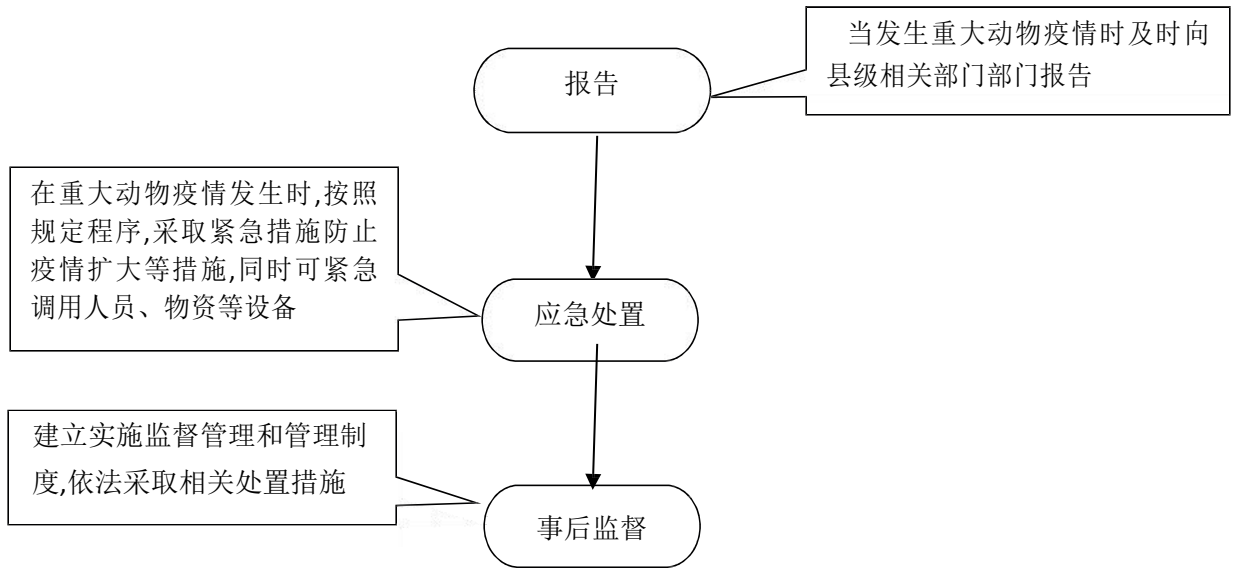 当发生重大动物疫情时及时向
县级相关部门部门报告
报告
在重大动物疫情发生时,按照
规定程序,采取紧急措施防止
疫情扩大等措施,同时可紧急
调用人员、物资等设备
应急处置
建立实施监督管理和管理制
度,依法采取相关处置措施
事后监督